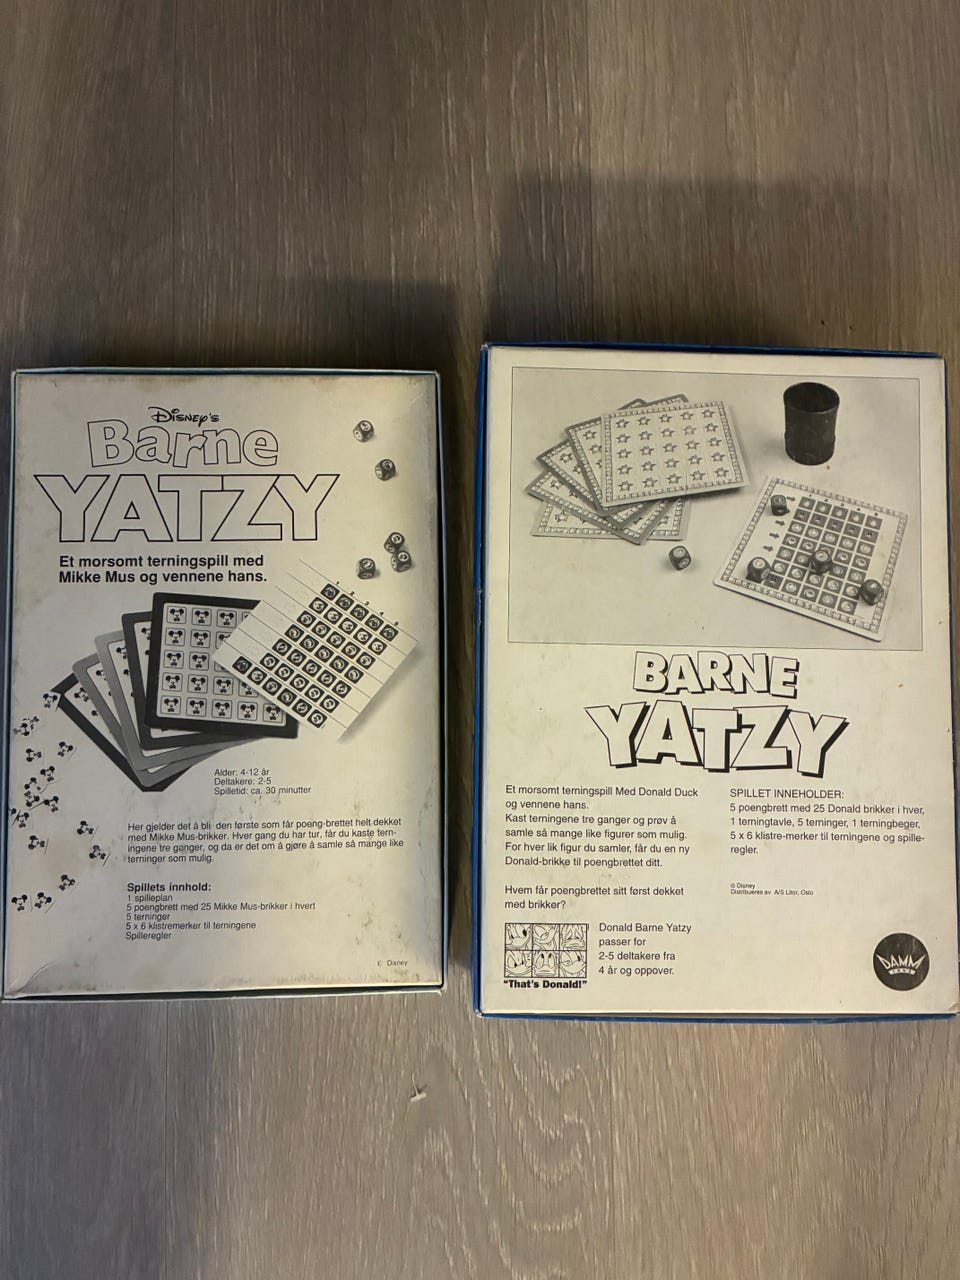 Disney's
Barne
YATZY
Et morsomt terningspill med
Mikke Mus og vennene hans.
Alder: 4-12 år
Deltakere: 2-5
Spilletid: ca. 30 minutter
Her gjelder det å bli den første som får poeng-brettet helt dekket
med Mikke Mus-brikker. Hver gang du har tur, får du kaste tern-
ingene tre ganger, og da er det om å gjøre å samle så mange like
terninger som mulig.
Spillets innhold:
1 spilleplan
5 poengbrett med 25 Mikke Mus-brikker i hvert
5 terninger
5 x 6 klistremerker til terningene
Spilleregler
© Disney
BARNE
YATZY
Et morsomt terningspill Med Donald Duck
og vennene hans.
Kast terningene tre ganger og prøv å
samle så mange like figurer som mulig.
For hver lik figur du samler, får du en ny
Donald-brikke til poengbrettet ditt.
Hvem får poengbrettet sitt først dekket
med brikker?
"That's Donald!"
Donald Barne Yatzy
passer for
2-5 deltakere fra
4 år og oppover.
SPILLET INNEHOLDER:
5 poengbrett med 25 Donald brikker i hver,
1 terningtavle, 5 terninger, 1 terningbeger,
5 x 6 klistre-merker til terningene og spille-
regler.
© Disney
Distribueres av A/S Litor, Oslo
DAMM
1843